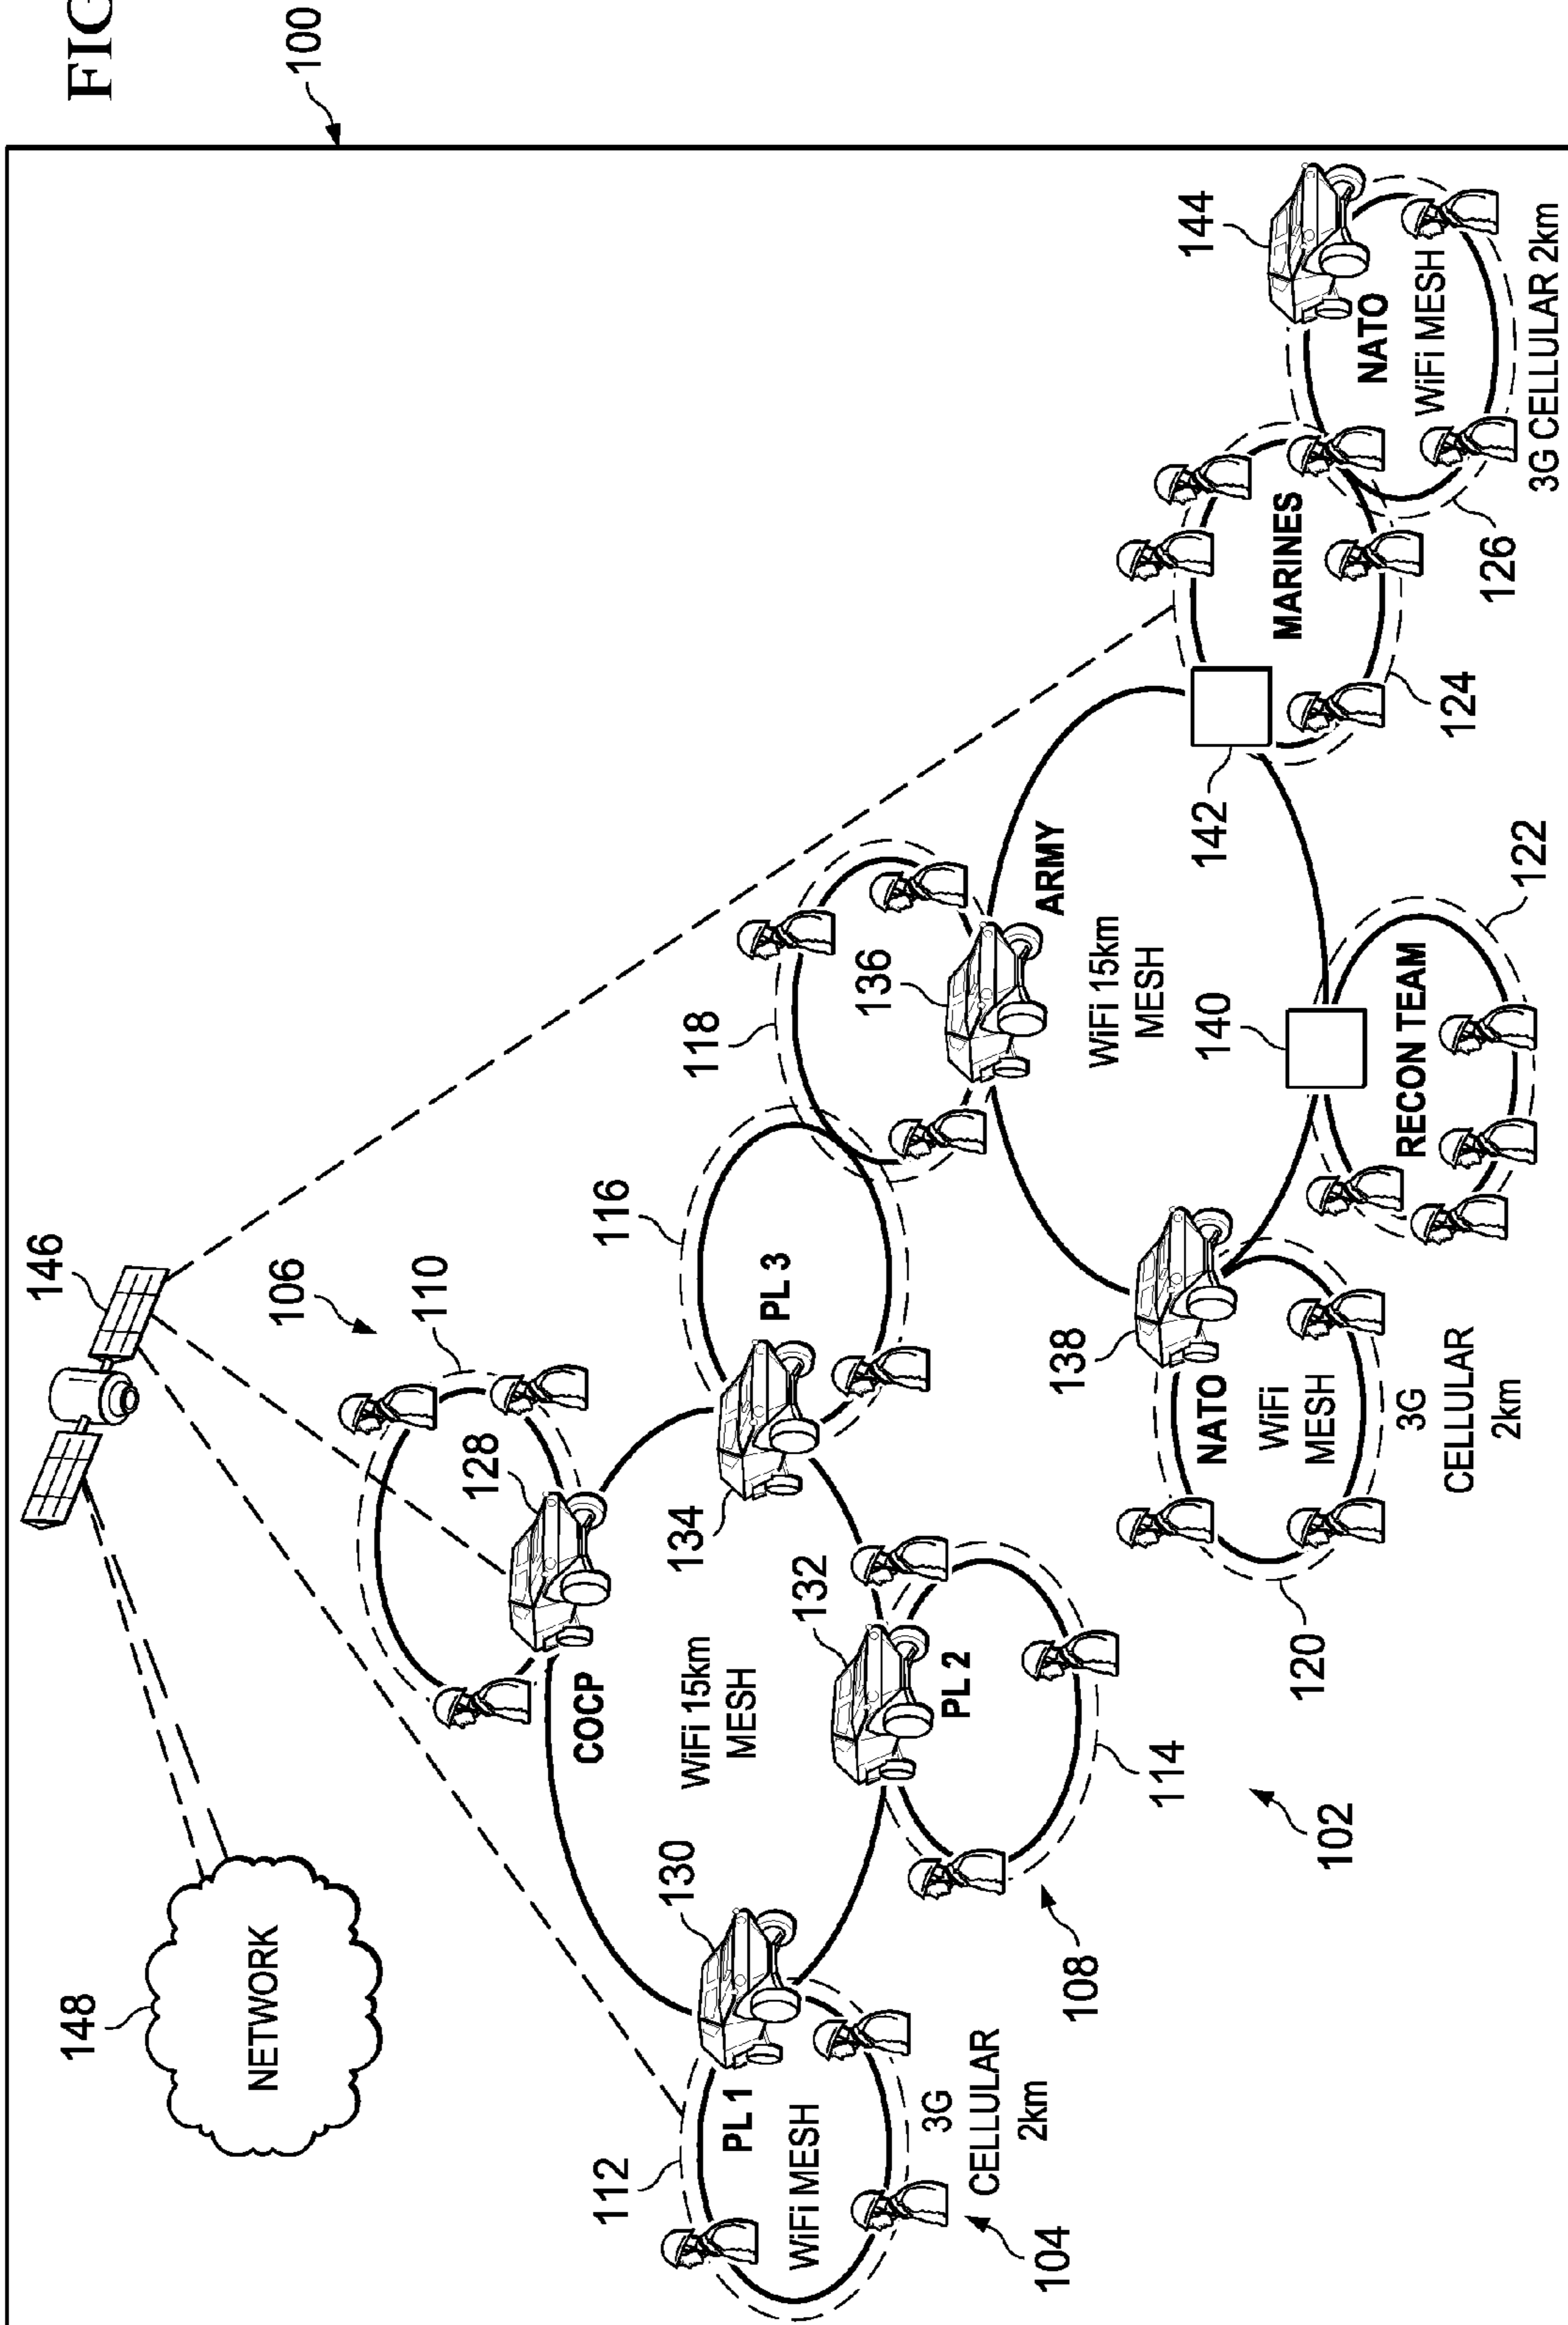 FIG
100
148
NETWORK
146
106
110
128
COCP
112
PL 1
WiFi MESH
3G
CELLULAR
2km
104
130
WiFi 15km
MESH
134
132
PL 2
108
114
102
116
PL 3
118
136
ARMY
WiFi 15km
MESH
138
NATO
WiFi
MESH
3G
CELLULAR
2km
120
140
RECON TEAM
122
142
MARINES
124
144
NATO
WiFi MESH
126
3G CELLULAR 2km